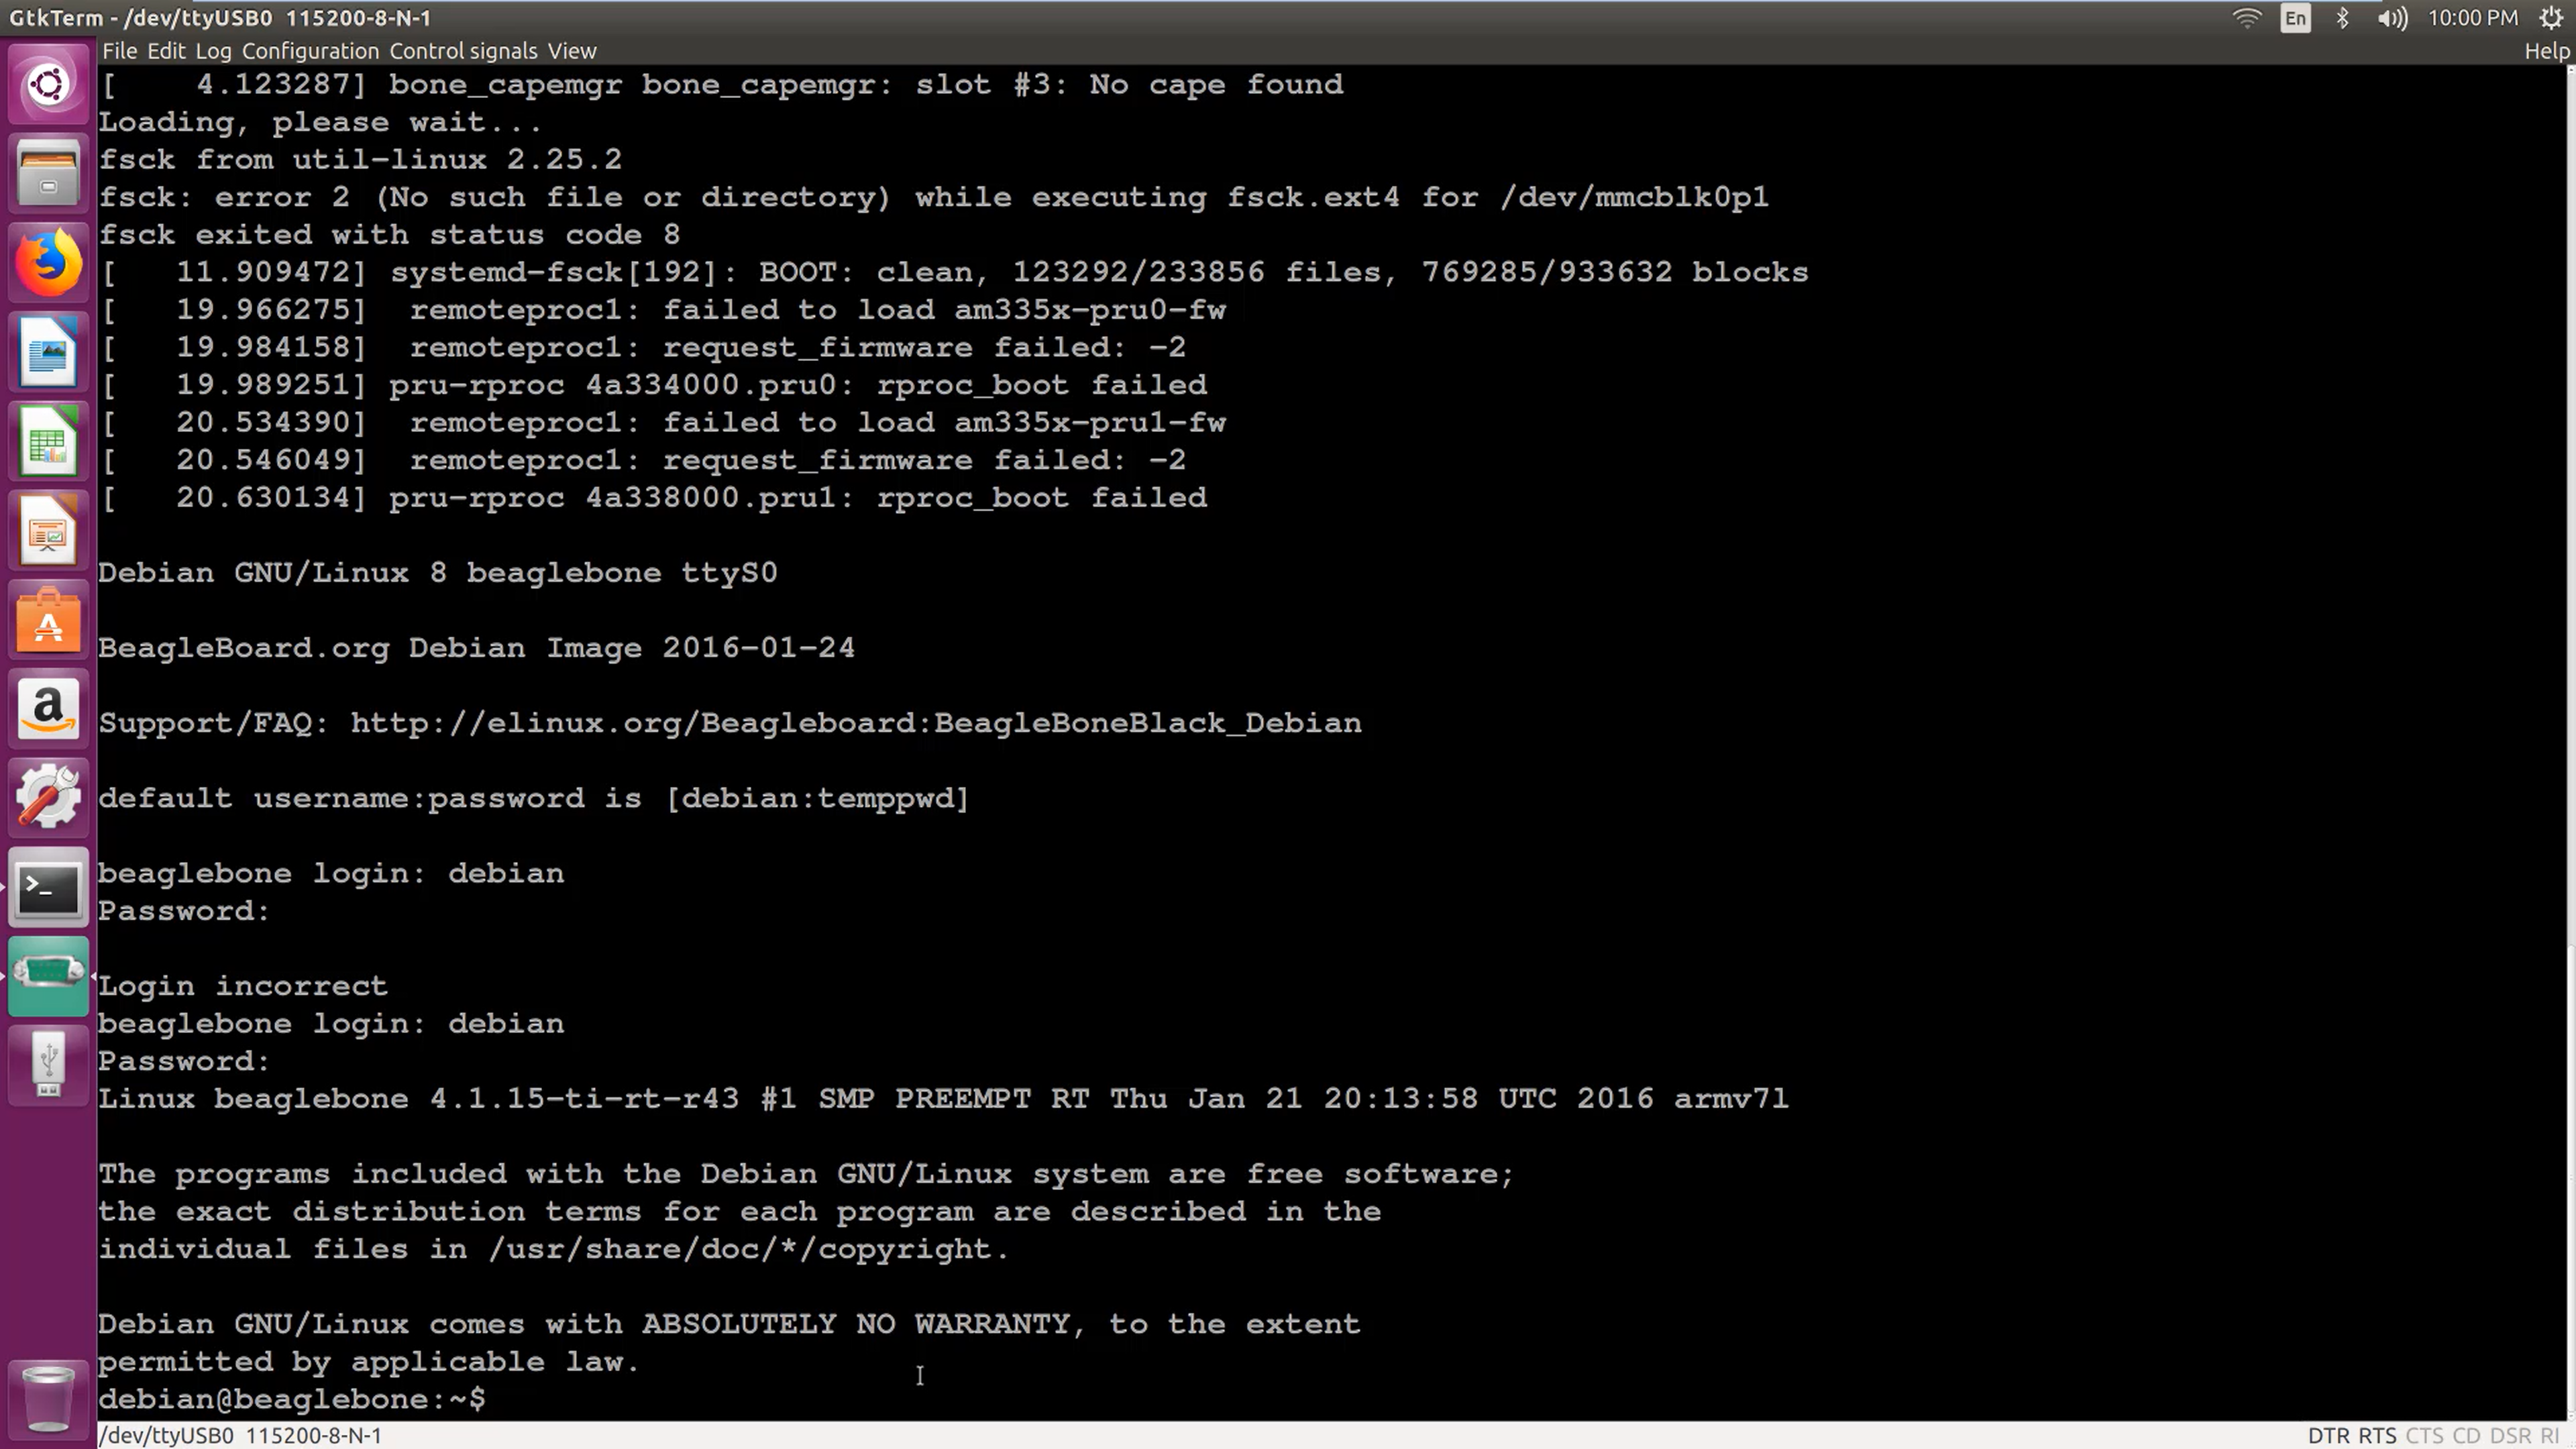 GtkTerm - /dev/ttyUSB0 115200-8-N-1
En
10:00 PM
File Edit Log Configuration Control signals View
Help
[    4.123287] bone_capemgr bone_capemgr: slot #3: No cape found
Loading, please wait...
fsck from util-linux 2.25.2
fsck: error 2 (No such file or directory) while executing fsck.ext4 for /dev/mmcblk0p1
fsck exited with status code 8
[   11.909472] systemd-fsck[192]: BOOT: clean, 123292/233856 files, 769285/933632 blocks
[   19.966275]  remoteproc1: failed to load am335x-pru0-fw
[   19.984158]  remoteproc1: request_firmware failed: -2
[   19.989251] pru-rproc 4a334000.pru0: rproc_boot failed
[   20.534390]  remoteproc1: failed to load am335x-pru1-fw
[   20.546049]  remoteproc1: request_firmware failed: -2
[   20.630134] pru-rproc 4a338000.pru1: rproc_boot failed
Debian GNU/Linux 8 beaglebone ttyS0
BeagleBoard.org Debian Image 2016-01-24
Support/FAQ: http://elinux.org/Beagleboard:BeagleBoneBlack_Debian
default username:password is [debian:temppwd]
beaglebone login: debian
Password:
Login incorrect
beaglebone login: debian
Password:
Linux beaglebone 4.1.15-ti-rt-r43 #1 SMP PREEMPT RT Thu Jan 21 20:13:58 UTC 2016 armv7l
The programs included with the Debian GNU/Linux system are free software;
the exact distribution terms for each program are described in the
individual files in /usr/share/doc/*/copyright.
Debian GNU/Linux comes with ABSOLUTELY NO WARRANTY, to the extent
permitted by applicable law.
debian@beaglebone:~$
/dev/ttyUSB0 115200-8-N-1
DTR RTS CTS CD DSR RI